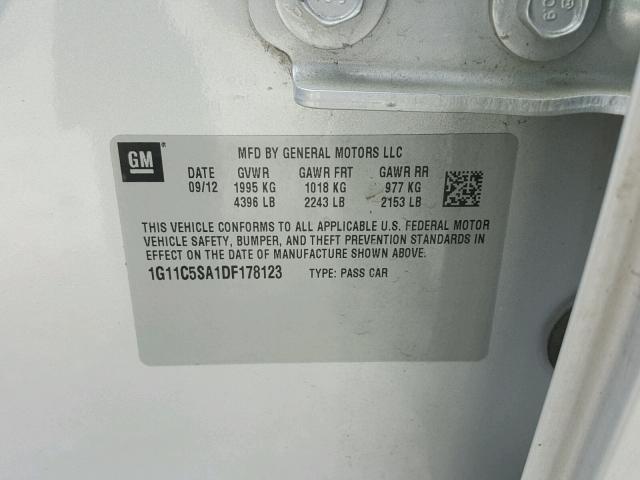 GM
MFD BY GENERAL MOTORS LLC
DATE GVWR GAWR FRT GAWR RR
09/12 1995 KG 1018 KG 977 KG
4396 LB 2243 LB 2153 LB
THIS VEHICLE CONFORMS TO ALL APPLICABLE U.S. FEDERAL MOTOR
VEHICLE SAFETY, BUMPER, AND THEFT PREVENTION STANDARDS IN
EFFECT ON THE DATE OF MANUFACTURE SHOWN ABOVE.
1G11C5SA1DF178123 TYPE: PASS CAR